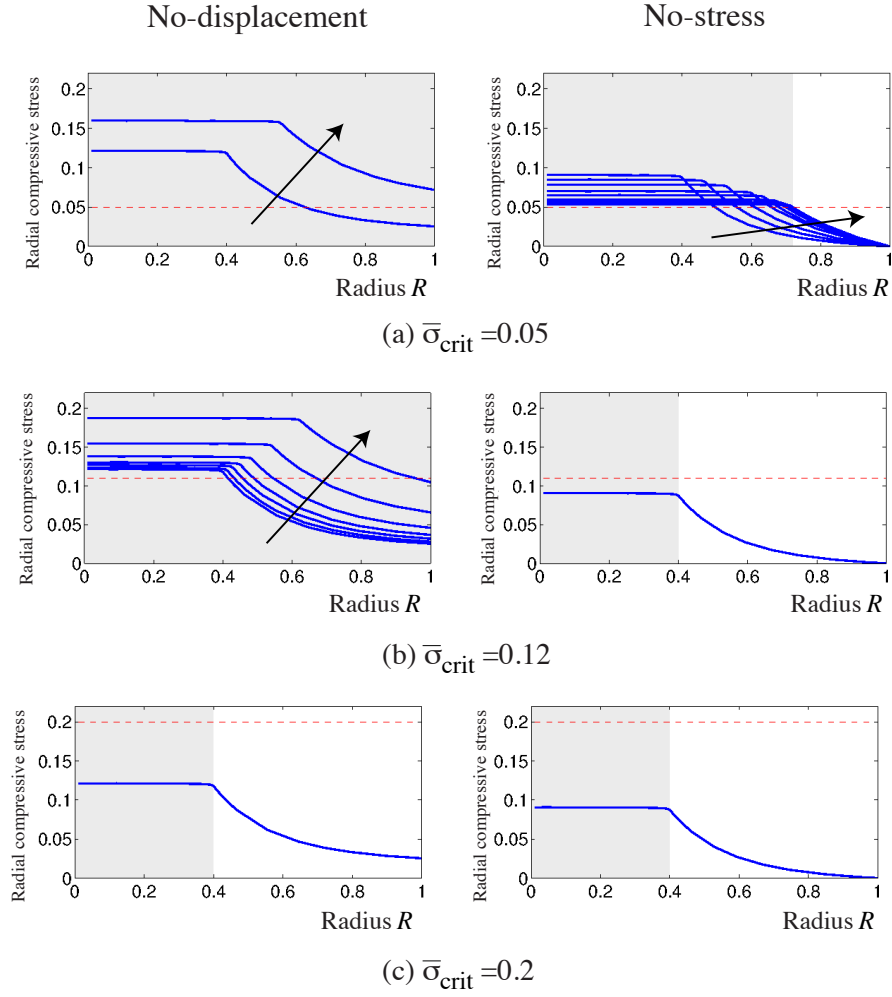 No-displacement No-stress
Radial compressive stress
0.2
0.15
0.1
0.05
0
0 0.2 0.4 0.6 0.8 1
Radius R
Radial compressive stress
0.2
0.15
0.1
0.05
0
0 0.2 0.4 0.6 0.8 1
Radius R
(a) σ̅crit =0.05
Radial compressive stress
0.2
0.15
0.1
0.05
0
0 0.2 0.4 0.6 0.8 1
Radius R
Radial compressive stress
0.2
0.15
0.1
0.05
0
0 0.2 0.4 0.6 0.8 1
Radius R
(b) σ̅crit =0.12
Radial compressive stress
0.2
0.15
0.1
0.05
0
0 0.2 0.4 0.6 0.8 1
Radius R
Radial compressive stress
0.2
0.15
0.1
0.05
0
0 0.2 0.4 0.6 0.8 1
Radius R
(c) σ̅crit =0.2